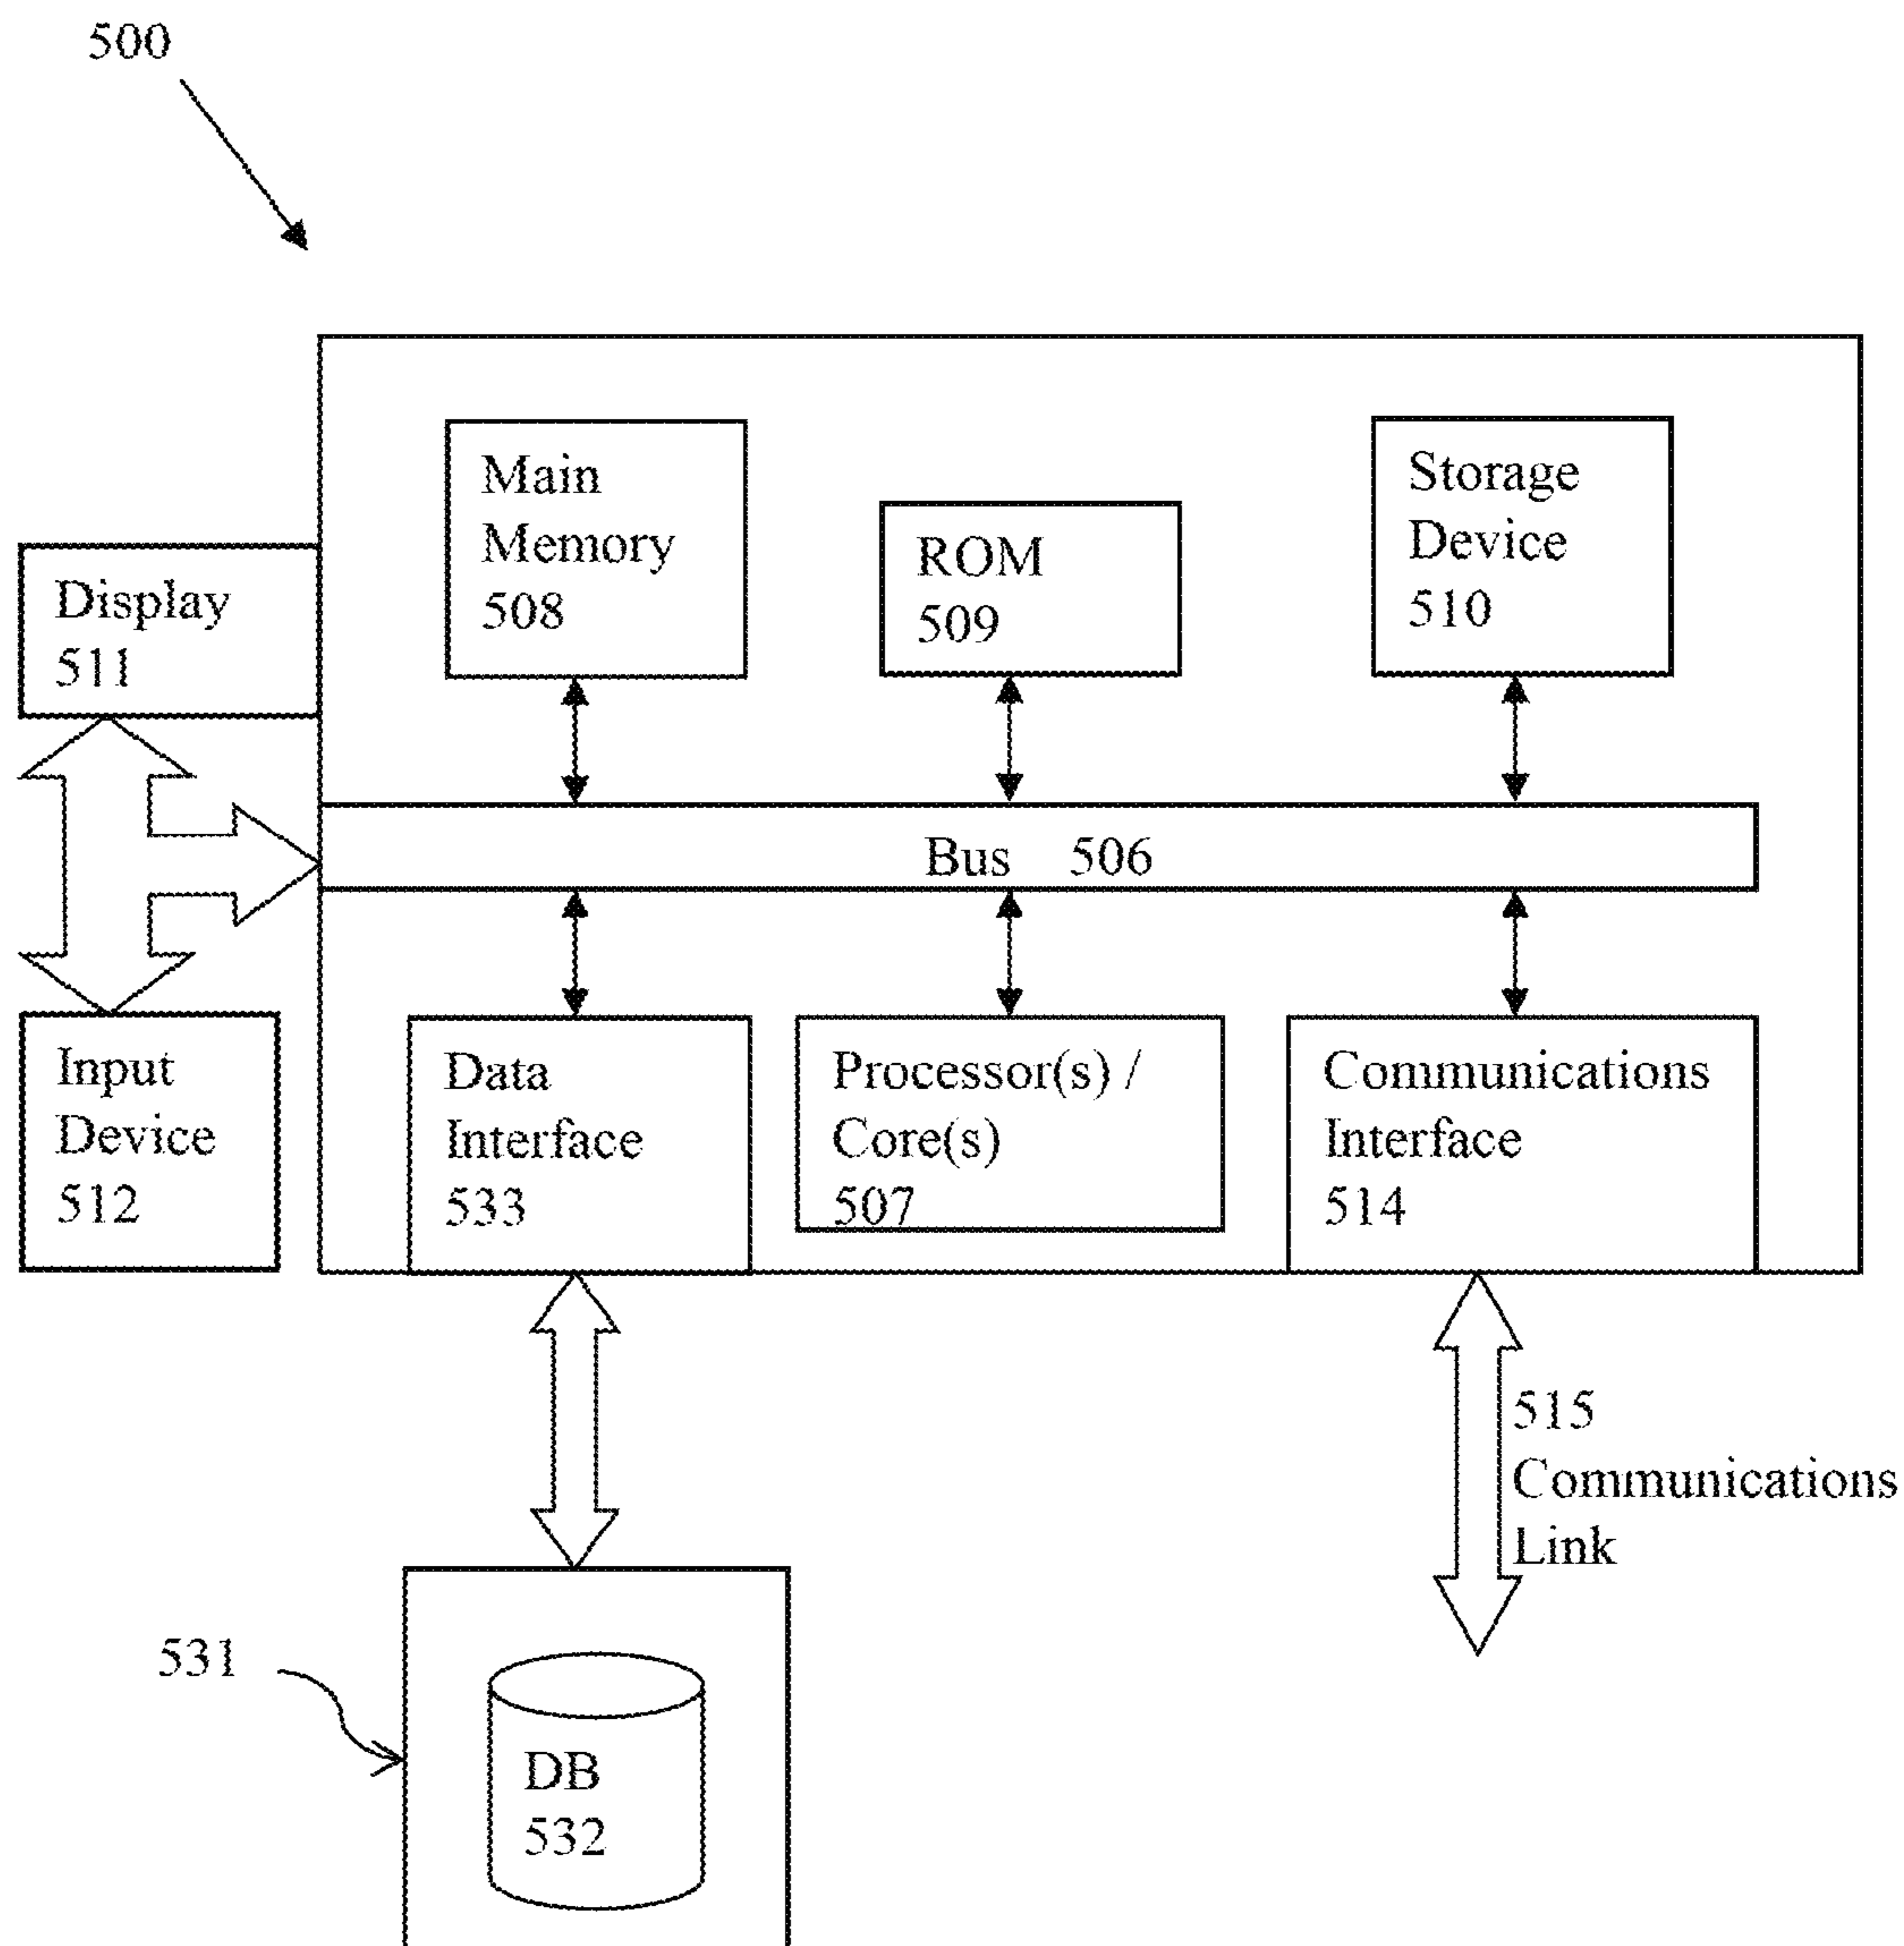 500
Main
Memory
508
ROM
509
Storage
Device
510
Display
511
Bus 506
Input
Device
512
Data
Interface
533
Processor(s) /
Core(s)
507
Communications
Interface
514
515
Communications
Link
531
DB
532